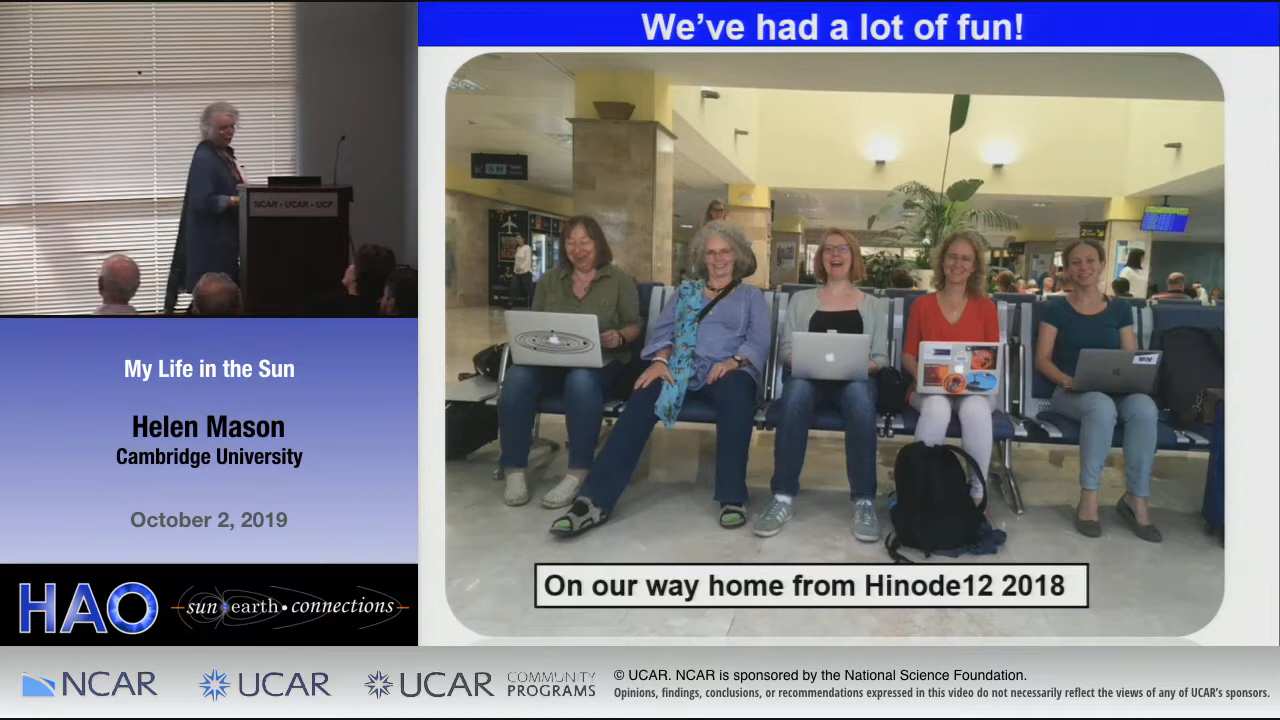 We’ve had a lot of fun!
NCAR • UCAR • UCP
My Life in the Sun
Helen Mason
Cambridge University
October 2, 2019
On our way home from Hinode12 2018
HAO
sun earth • connections
NCAR
UCAR
UCAR
COMMUNITY
PROGRAMS
© UCAR. NCAR is sponsored by the National Science Foundation.
Opinions, findings, conclusions, or recommendations expressed in this video do not necessarily reflect the views of any of UCAR’s sponsors.